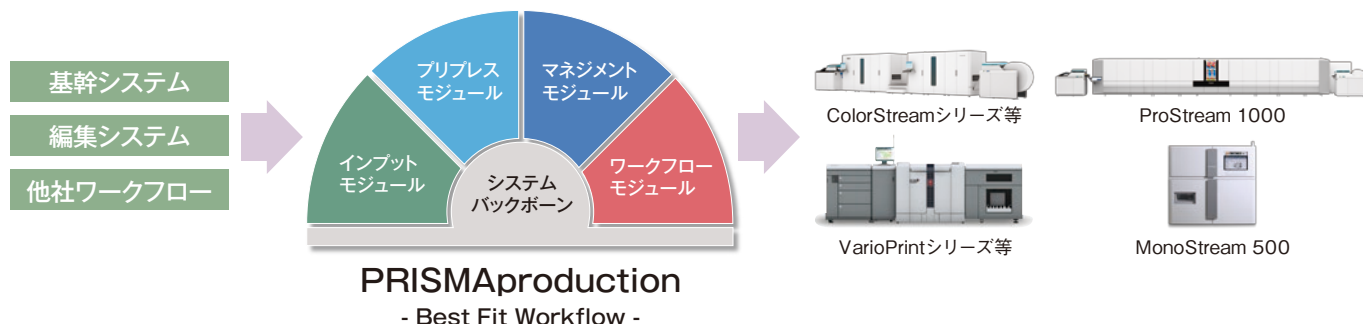 基幹システム
編集システム
他社ワークフロー
インプット
モジュール
プリプレス
モジュール
マネジメント
モジュール
ワークフロー
モジュール
システム
バックボーン
PRISMAproduction
- Best Fit Workflow -
ColorStreamシリーズ等
ProStream 1000
VarioPrintシリーズ等
MonoStream 500